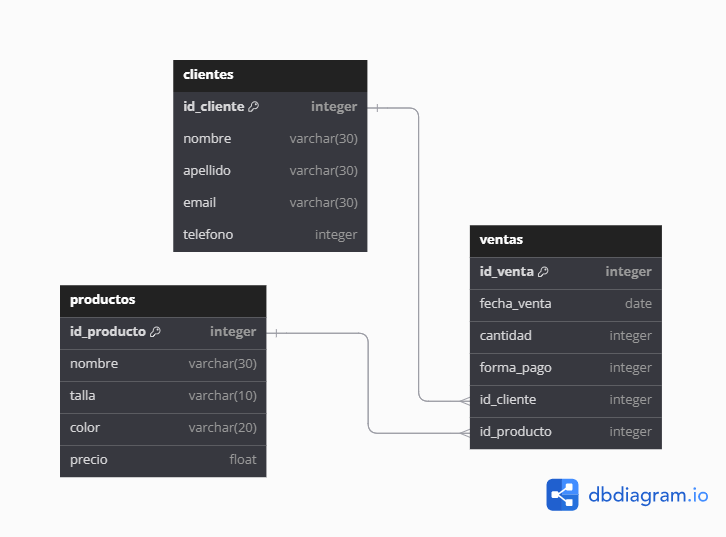 clientes
id_cliente integer
nombre varchar(30)
apellido varchar(30)
email varchar(30)
telefono integer
productos
id_producto integer
nombre varchar(30)
talla varchar(10)
color varchar(20)
precio float
ventas
id_venta integer
fecha_venta date
cantidad integer
forma_pago integer
id_cliente integer
id_producto integer
dbdiagram.io